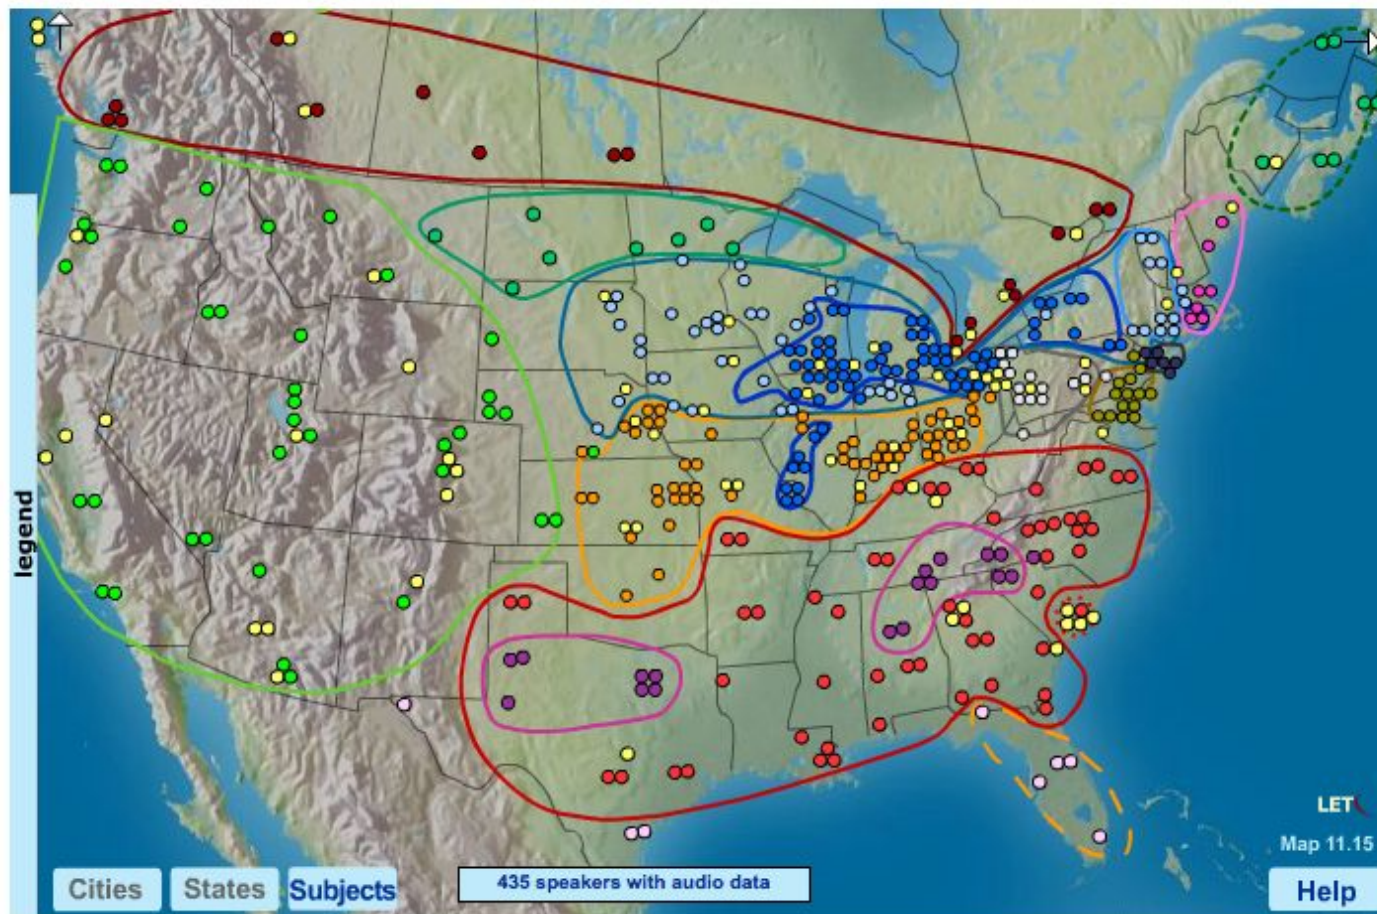 legend
LET
Map 11.15
Cities
States
Subjects
435 speakers with audio data
Help